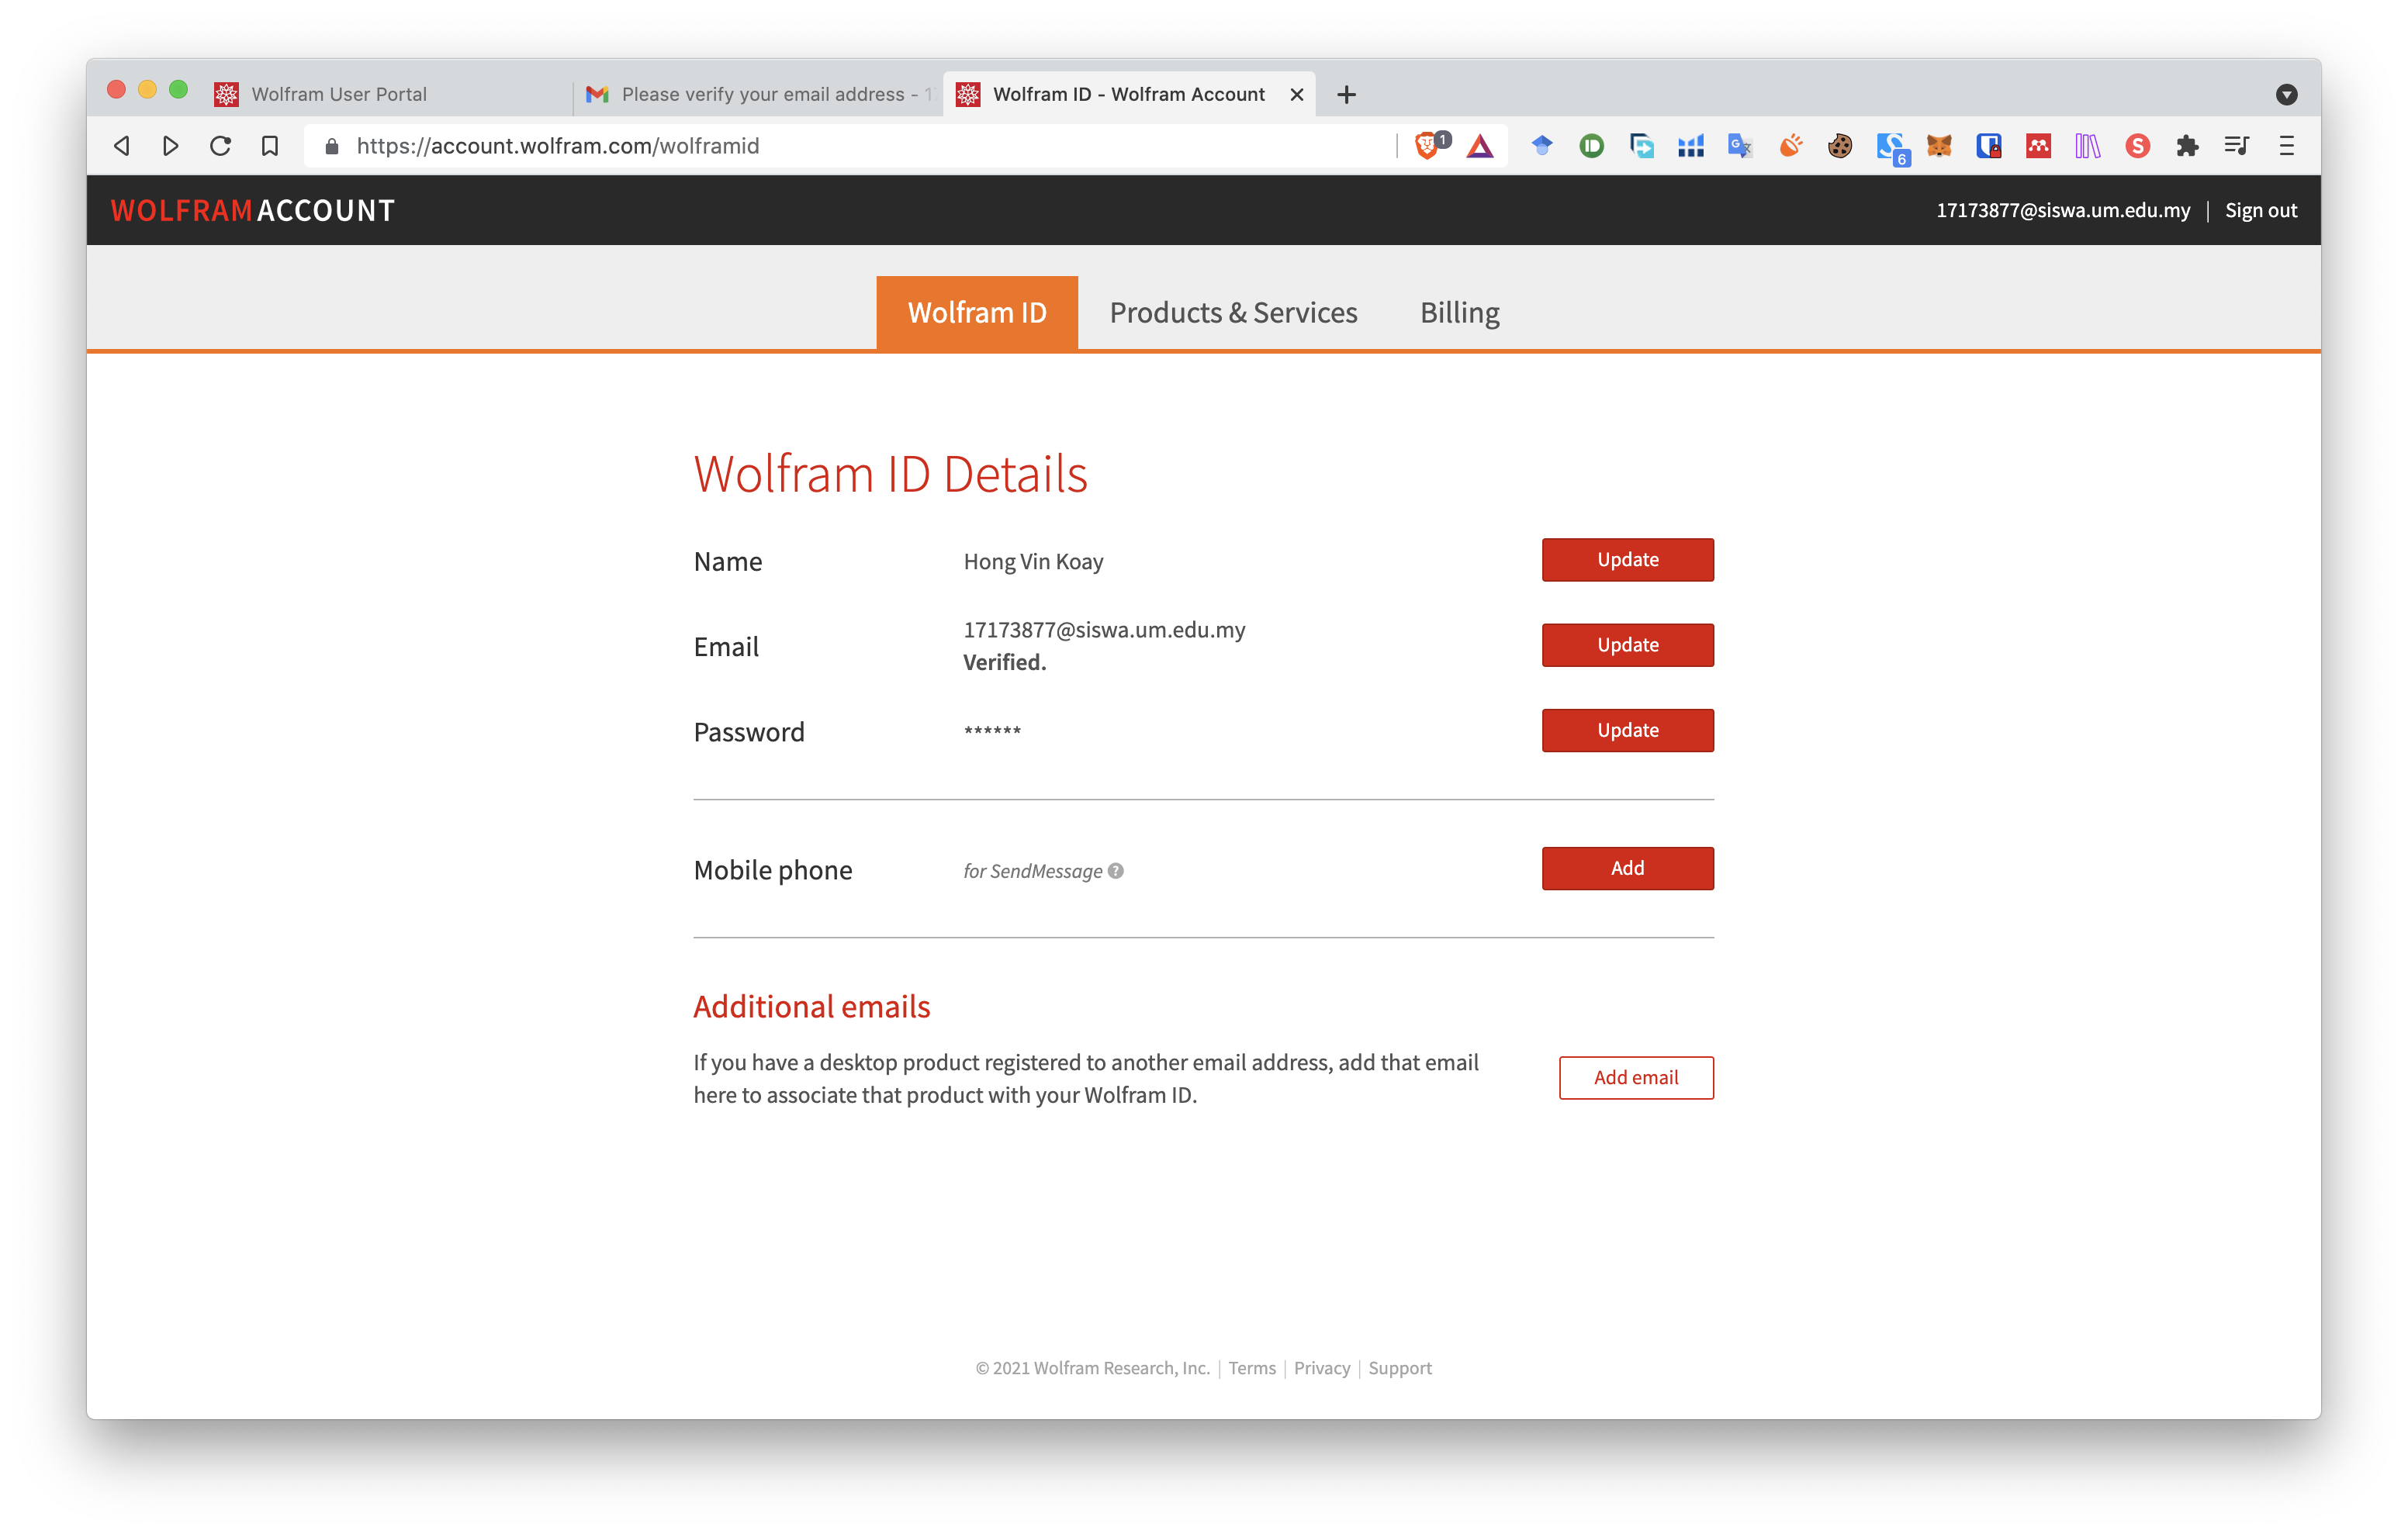 Wolfram User Portal
Please verify your email address - 1
Wolfram ID - Wolfram Account
https://account.wolfram.com/wolframid
1
6
WOLFRAM ACCOUNT
17173877@siswa.um.edu.my | Sign out
Wolfram ID
Products & Services
Billing
Wolfram ID Details
Name
Hong Vin Koay
Update
Email
17173877@siswa.um.edu.my
Verified.
Update
Password
******
Update
Mobile phone
for SendMessage ?
Add
Additional emails
If you have a desktop product registered to another email address, add that email
here to associate that product with your Wolfram ID.
Add email
© 2021 Wolfram Research, Inc. | Terms | Privacy | Support